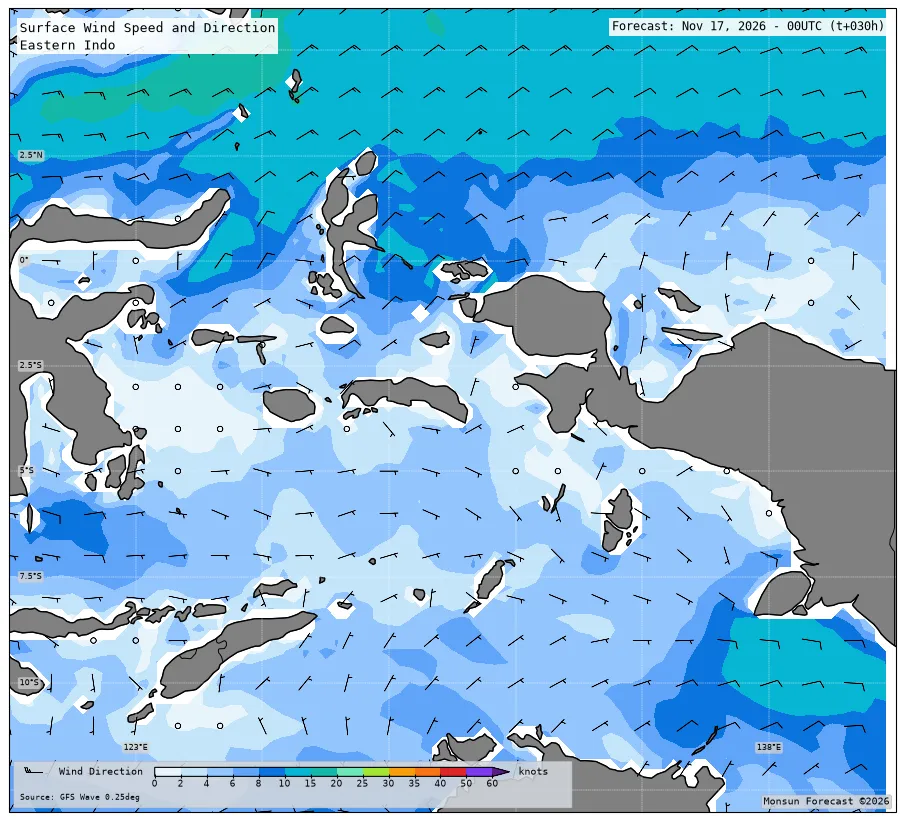 Surface Wind Speed and Direction
Eastern Indo
Forecast: Nov 17, 2026 - 00UTC (t+030h)
2.5°N
0°
2.5°S
5°S
7.5°S
10°S
123°E
138°E
Wind Direction
0 2 4 6 8 10 15 20 25 30 35 40 50 60
knots
Source: GFS Wave 0.25deg
Monsun Forecast ©2026